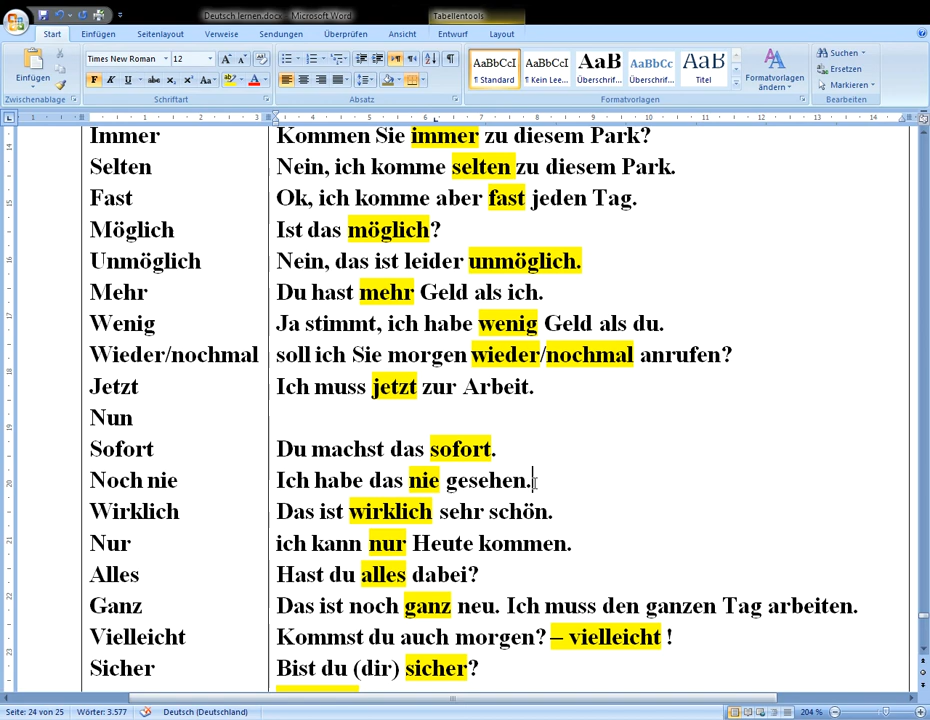 Deutsch lernen.docx - Microsoft Word
Tabellentools
Start Einfügen Seitenlayout Verweise Sendungen Überprüfen Ansicht Entwurf Layout
Times New Roman 12
AaBbCcI AaBbCcI AaBb AaBbCc AaBb
Einfügen
F K U abc Aa
¶ Standard ¶ Kein Lee... Überschrif... Überschrif... Titel
Formatvorlagen ändern
Suchen
Ersetzen
Markieren
Zwischenablage Schriftart Absatz Formatvorlagen Bearbeiten
Immer Kommen Sie immer zu diesem Park?
Selten Nein, ich komme selten zu diesem Park.
Fast Ok, ich komme aber fast jeden Tag.
Möglich Ist das möglich?
Unmöglich Nein, das ist leider unmöglich.
Mehr Du hast mehr Geld als ich.
Wenig Ja stimmt, ich habe wenig Geld als du.
Wieder/nochmal soll ich Sie morgen wieder/nochmal anrufen?
Jetzt Ich muss jetzt zur Arbeit.
Nun
Sofort Du machst das sofort.
Noch nie Ich habe das nie gesehen.
Wirklich Das ist wirklich sehr schön.
Nur ich kann nur Heute kommen.
Alles Hast du alles dabei?
Ganz Das ist noch ganz neu. Ich muss den ganzen Tag arbeiten.
Vielleicht Kommst du auch morgen? – vielleicht !
Sicher Bist du (dir) sicher?
Seite: 24 von 25 Wörter: 3.577 Deutsch (Deutschland) 204 %